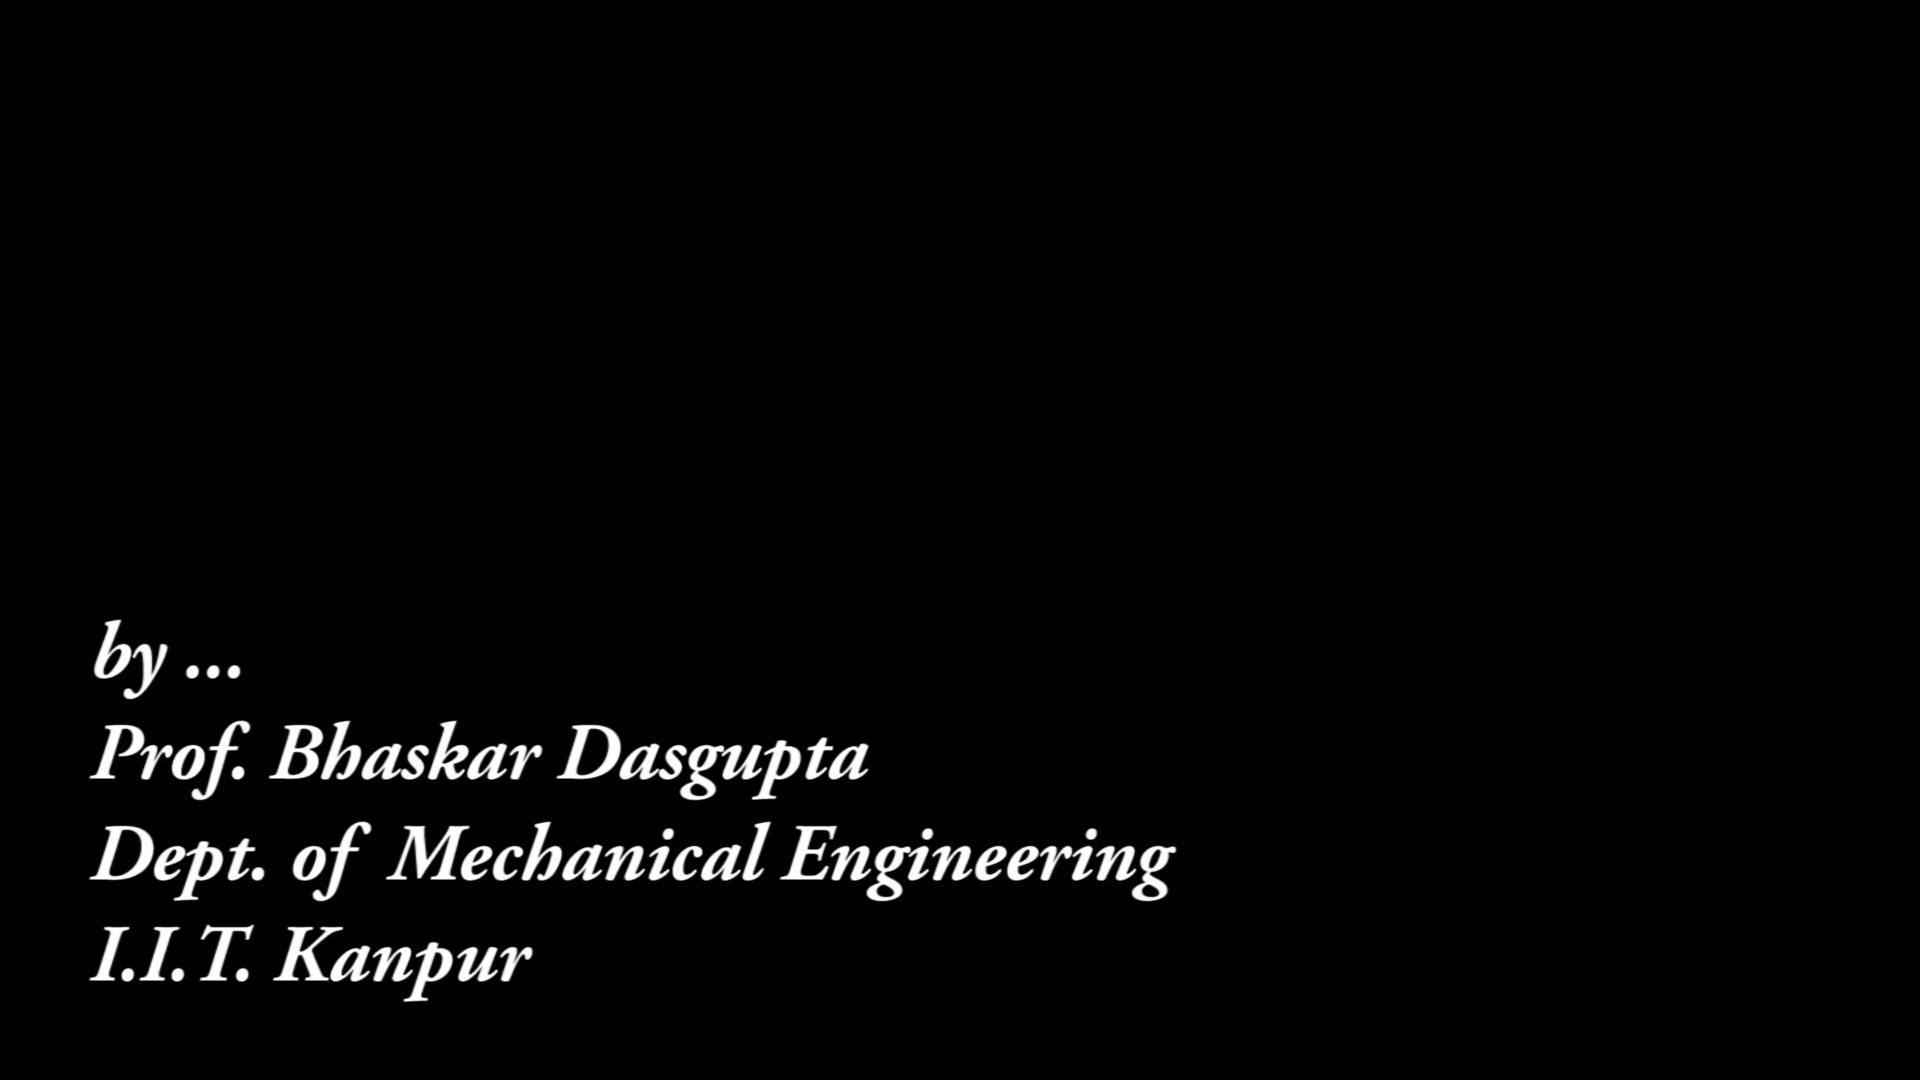 by ...
Prof. Bhaskar Dasgupta
Dept. of Mechanical Engineering
I.I.T. Kanpur